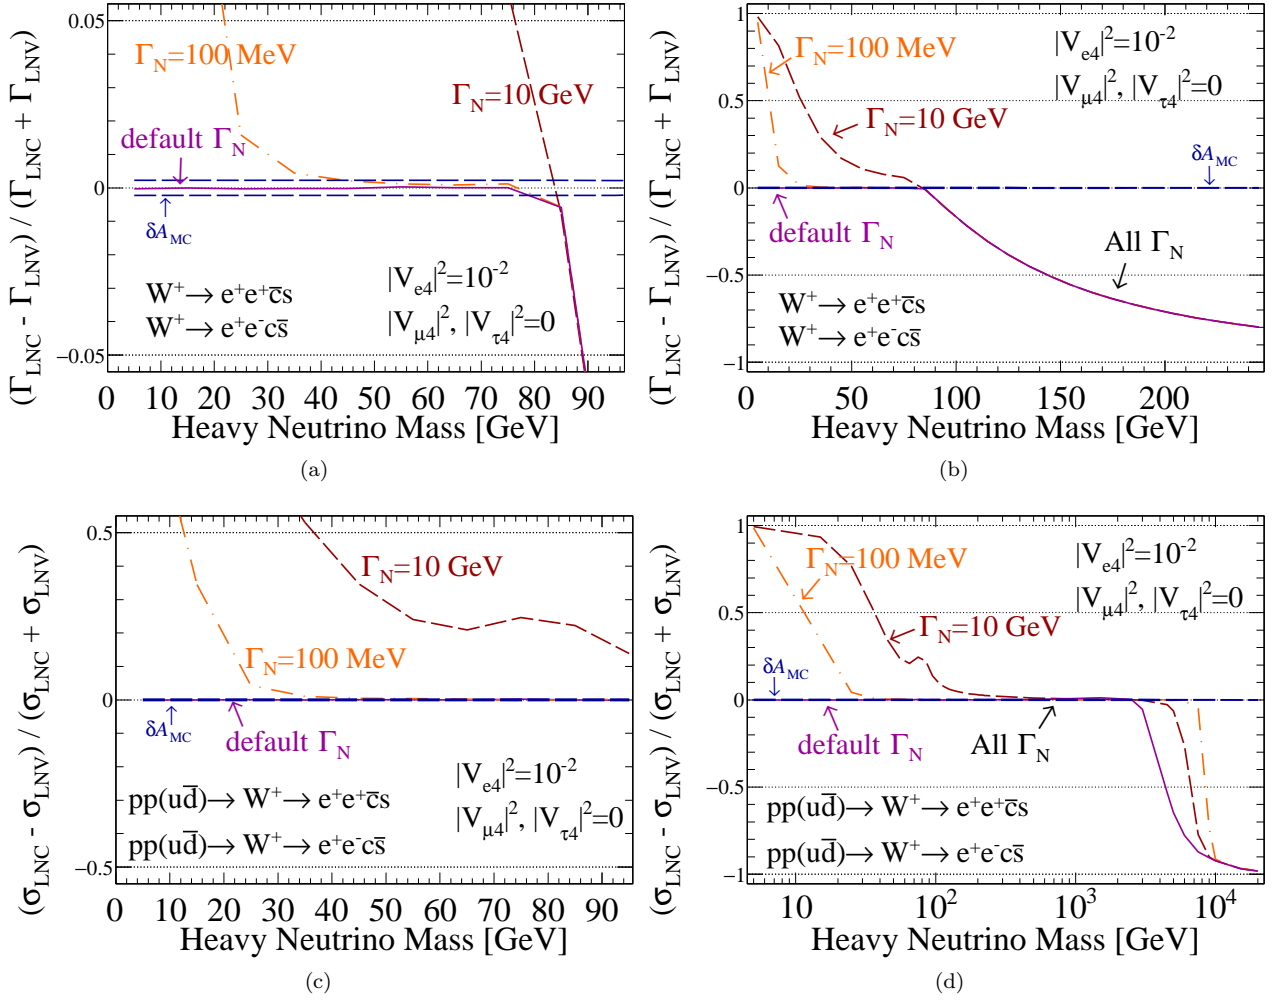 (Γ_LNC - Γ_LNV) / (Γ_LNC + Γ_LNV)
0.05
0
−0.05
Γ_N=100 MeV
Γ_N=10 GeV
default Γ_N
δA_MC
W⁺→ e⁺e⁺c̅s
W⁺→ e⁺e⁻cs̅
|V_e4|²=10⁻²
|V_μ4|², |V_τ4|²=0
0 10 20 30 40 50 60 70 80 90
Heavy Neutrino Mass [GeV]
(a)
(Γ_LNC - Γ_LNV) / (Γ_LNC + Γ_LNV)
1
0.5
0
−0.5
−1
Γ_N=100 MeV
|V_e4|²=10⁻²
|V_μ4|², |V_τ4|²=0
Γ_N=10 GeV
δA_MC
default Γ_N
All Γ_N
W⁺→ e⁺e⁺c̅s
W⁺→ e⁺e⁻cs̅
0 50 100 150 200
Heavy Neutrino Mass [GeV]
(b)
(σ_LNC - σ_LNV) / (σ_LNC + σ_LNV)
0.5
0
−0.5
Γ_N=10 GeV
Γ_N=100 MeV
δA_MC
default Γ_N
|V_e4|²=10⁻²
|V_μ4|², |V_τ4|²=0
pp(ud̅)→ W⁺→ e⁺e⁺c̅s
pp(ud̅)→ W⁺→ e⁺e⁻cs̅
0 10 20 30 40 50 60 70 80 90
Heavy Neutrino Mass [GeV]
(c)
(σ_LNC - σ_LNV) / (σ_LNC + σ_LNV)
1
0.5
0
−0.5
−1
Γ_N=100 MeV
|V_e4|²=10⁻²
|V_μ4|², |V_τ4|²=0
Γ_N=10 GeV
δA_MC
default Γ_N
All Γ_N
pp(ud̅)→ W⁺→ e⁺e⁺c̅s
pp(ud̅)→ W⁺→ e⁺e⁻cs̅
10 10² 10³ 10⁴
Heavy Neutrino Mass [GeV]
(d)